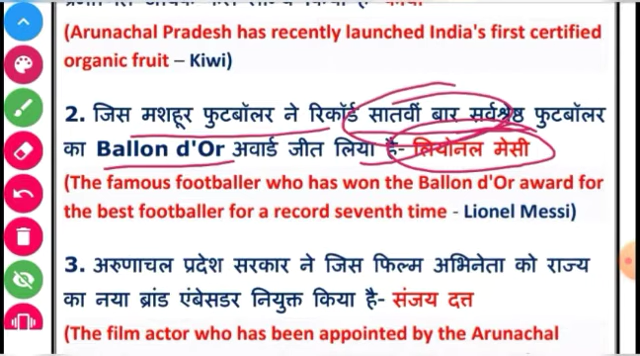 (Arunachal Pradesh has recently launched India's first certified
organic fruit – Kiwi)
2. जिस मशहूर फुटबॉलर ने रिकॉर्ड सातवीं बार सर्वश्रेष्ठ फुटबॉलर
का Ballon d'Or अवार्ड जीत लिया है- लियोनल मेसी
(The famous footballer who has won the Ballon d'Or award for
the best footballer for a record seventh time - Lionel Messi)
3. अरुणाचल प्रदेश सरकार ने जिस फिल्म अभिनेता को राज्य
का नया ब्रांड एंबेसडर नियुक्त किया है- संजय दत्त
(The film actor who has been appointed by the Arunachal